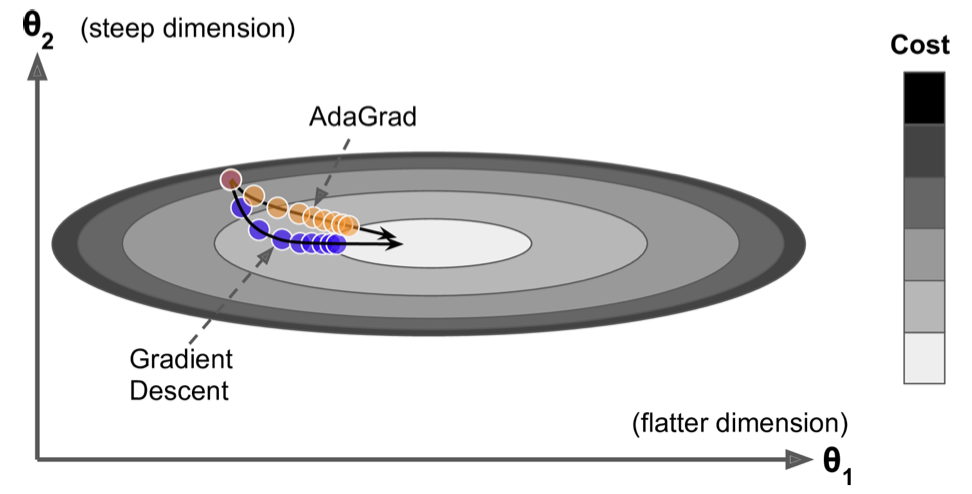 θ2 (steep dimension)
Cost
AdaGrad
Gradient
Descent
(flatter dimension)
θ1